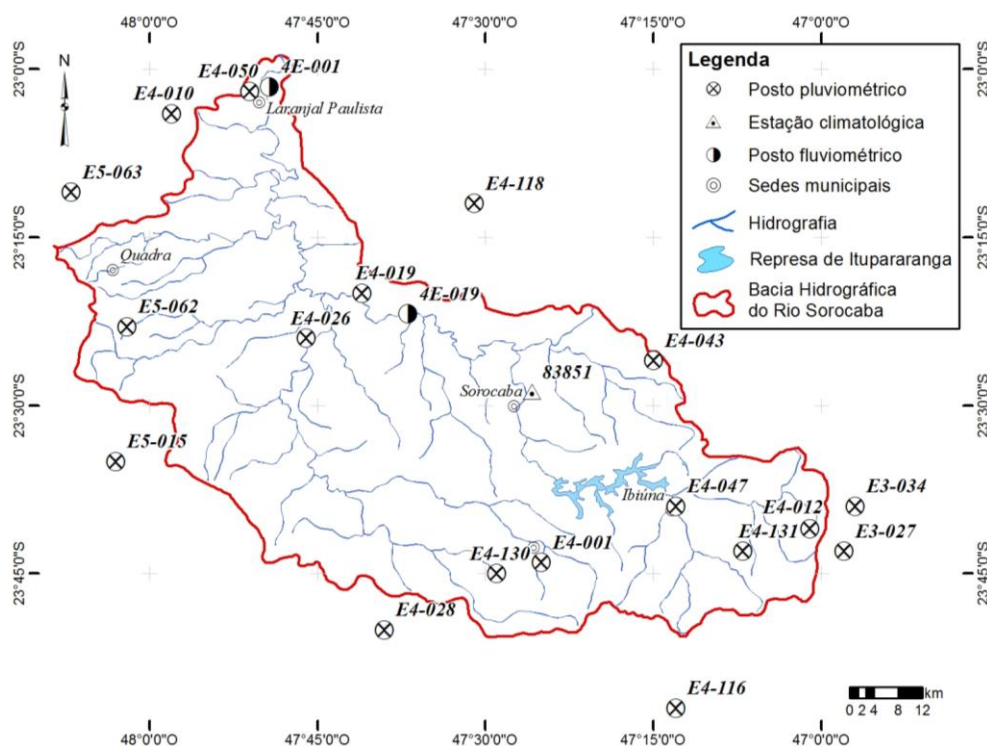 48°0'0"O 47°45'0"O 47°30'0"O 47°15'0"O 47°0'0"O
23°0'0"S
23°15'0"S
23°30'0"S
23°45'0"S
N
E4-050
4E-001
E4-010
Laranjal Paulista
E5-063
E4-118
Quadra
E4-019
E5-062
E4-026
4E-019
E4-043
83851
Sorocaba
E5-015
Ibiúna
E4-047
E3-034
E4-012
E4-131
E3-027
E4-130
E4-001
E4-028
E4-116
Legenda
Posto pluviométrico
Estação climatológica
Posto fluviométrico
Sedes municipais
Hidrografia
Represa de Itupararanga
Bacia Hidrográfica
do Rio Sorocaba
km
0 2 4 8 12
23°0'0"S
23°15'0"S
23°30'0"S
23°45'0"S
48°0'0"O 47°45'0"O 47°30'0"O 47°15'0"O 47°0'0"O